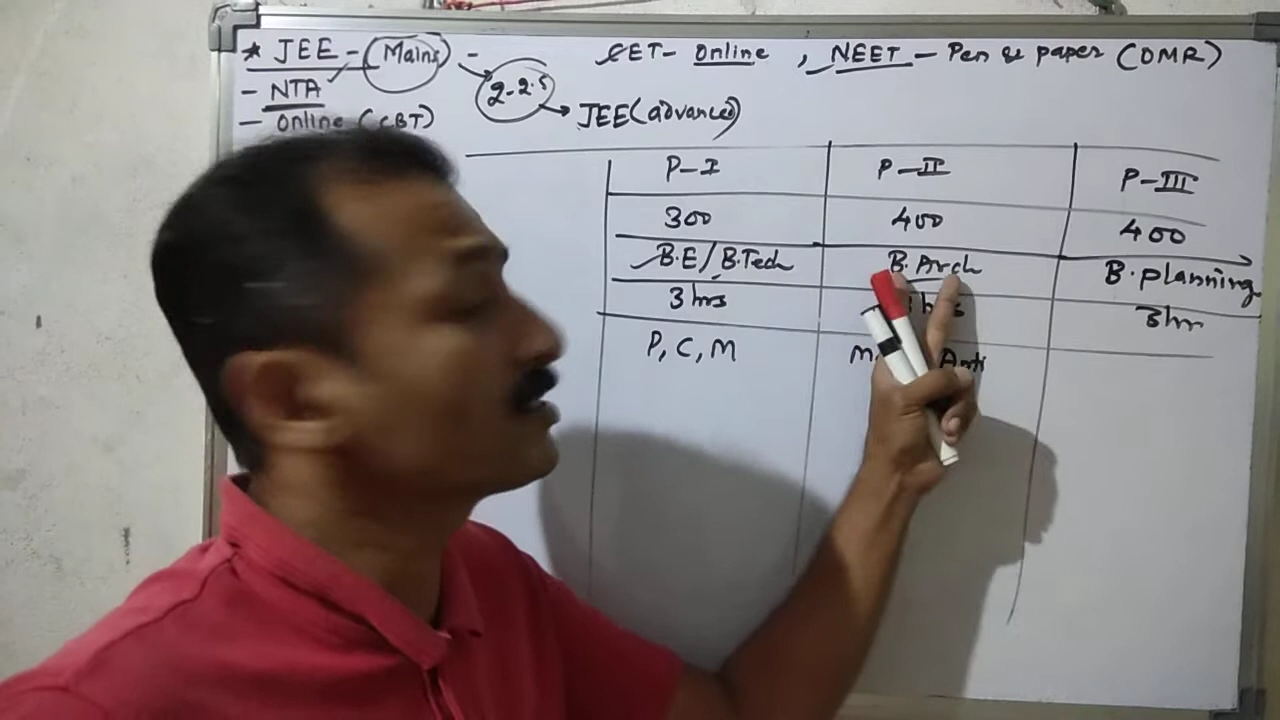 * JEE - (Mains) - CET - Online , NEET - Pen & paper (OMR)
- NTA 2-2.5
JEE (advanced)
- Online (CBT)
P-I P-II P-III
300 400 400
B.E/B.Tech B.Arch B.planning
3 hrs 3hr
P, C, M